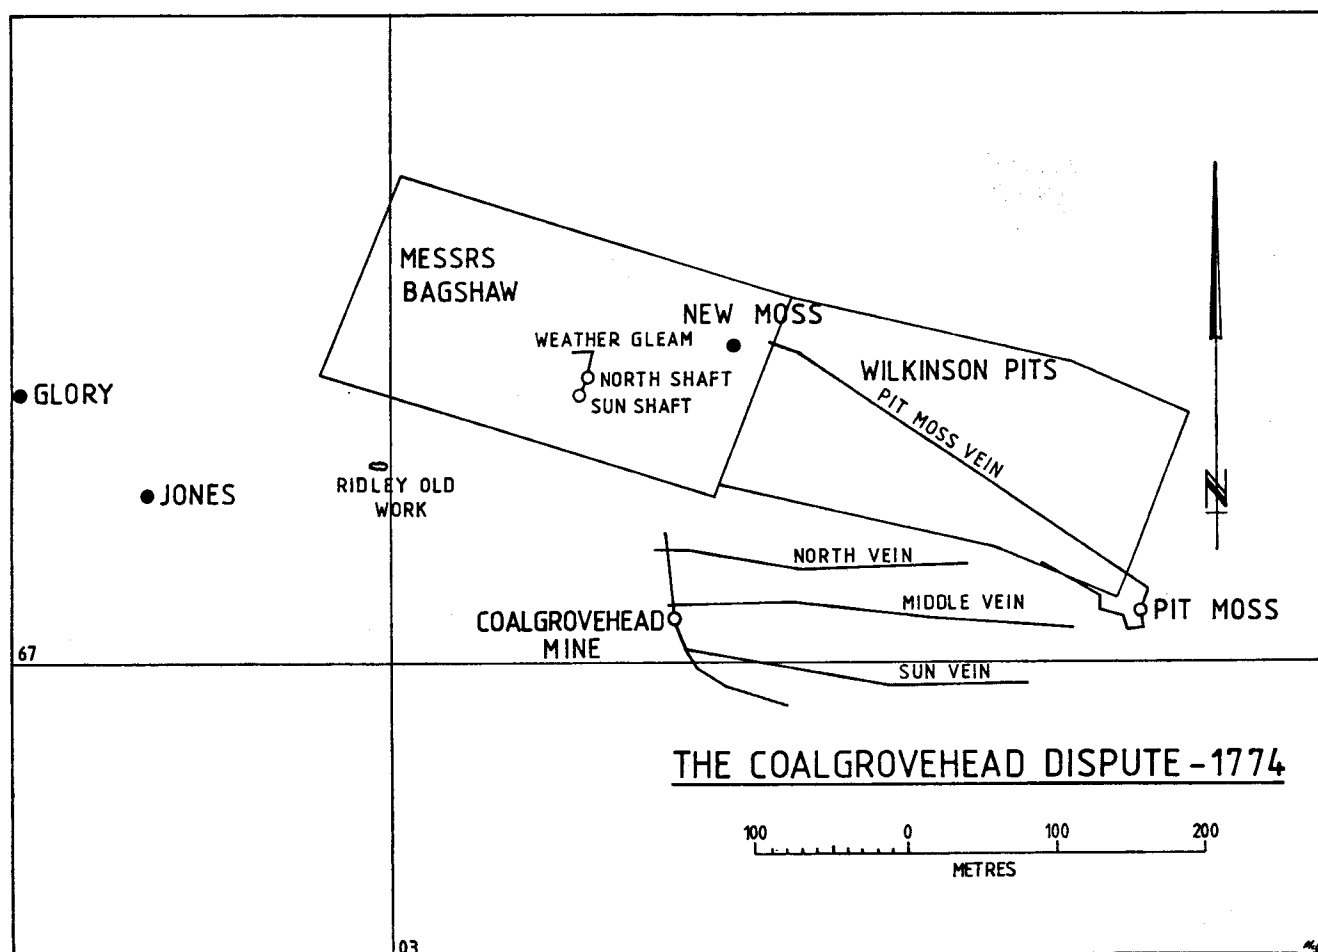 MESSRS
BAGSHAW
NEW MOSS
WEATHER GLEAM
NORTH SHAFT
SUN SHAFT
WILKINSON PITS
PIT MOSS VEIN
GLORY
JONES
RIDLEY OLD
WORK
N
NORTH VEIN
MIDDLE VEIN
PIT MOSS
COALGROVEHEAD
MINE
67
SUN VEIN
THE COALGROVEHEAD DISPUTE - 1774
100 0 100 200
METRES
03